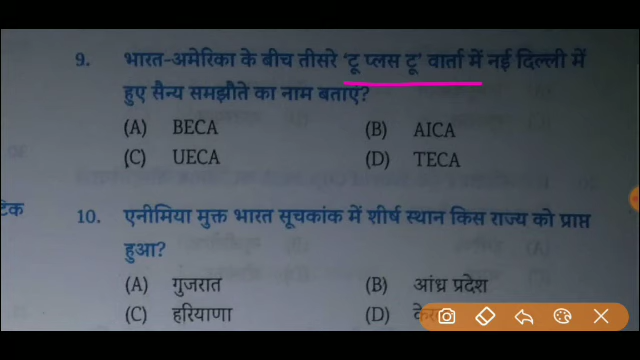 9. भारत-अमेरिका के बीच तीसरे 'टू प्लस टू' वार्ता में नई दिल्ली में
हुए सैन्य समझौते का नाम बताएं?
(A) BECA (B) AICA
(C) UECA (D) TECA
टिक
10. एनीमिया मुक्त भारत सूचकांक में शीर्ष स्थान किस राज्य को प्राप्त
हुआ?
(A) गुजरात (B) आंध्र प्रदेश
(C) हरियाणा (D)